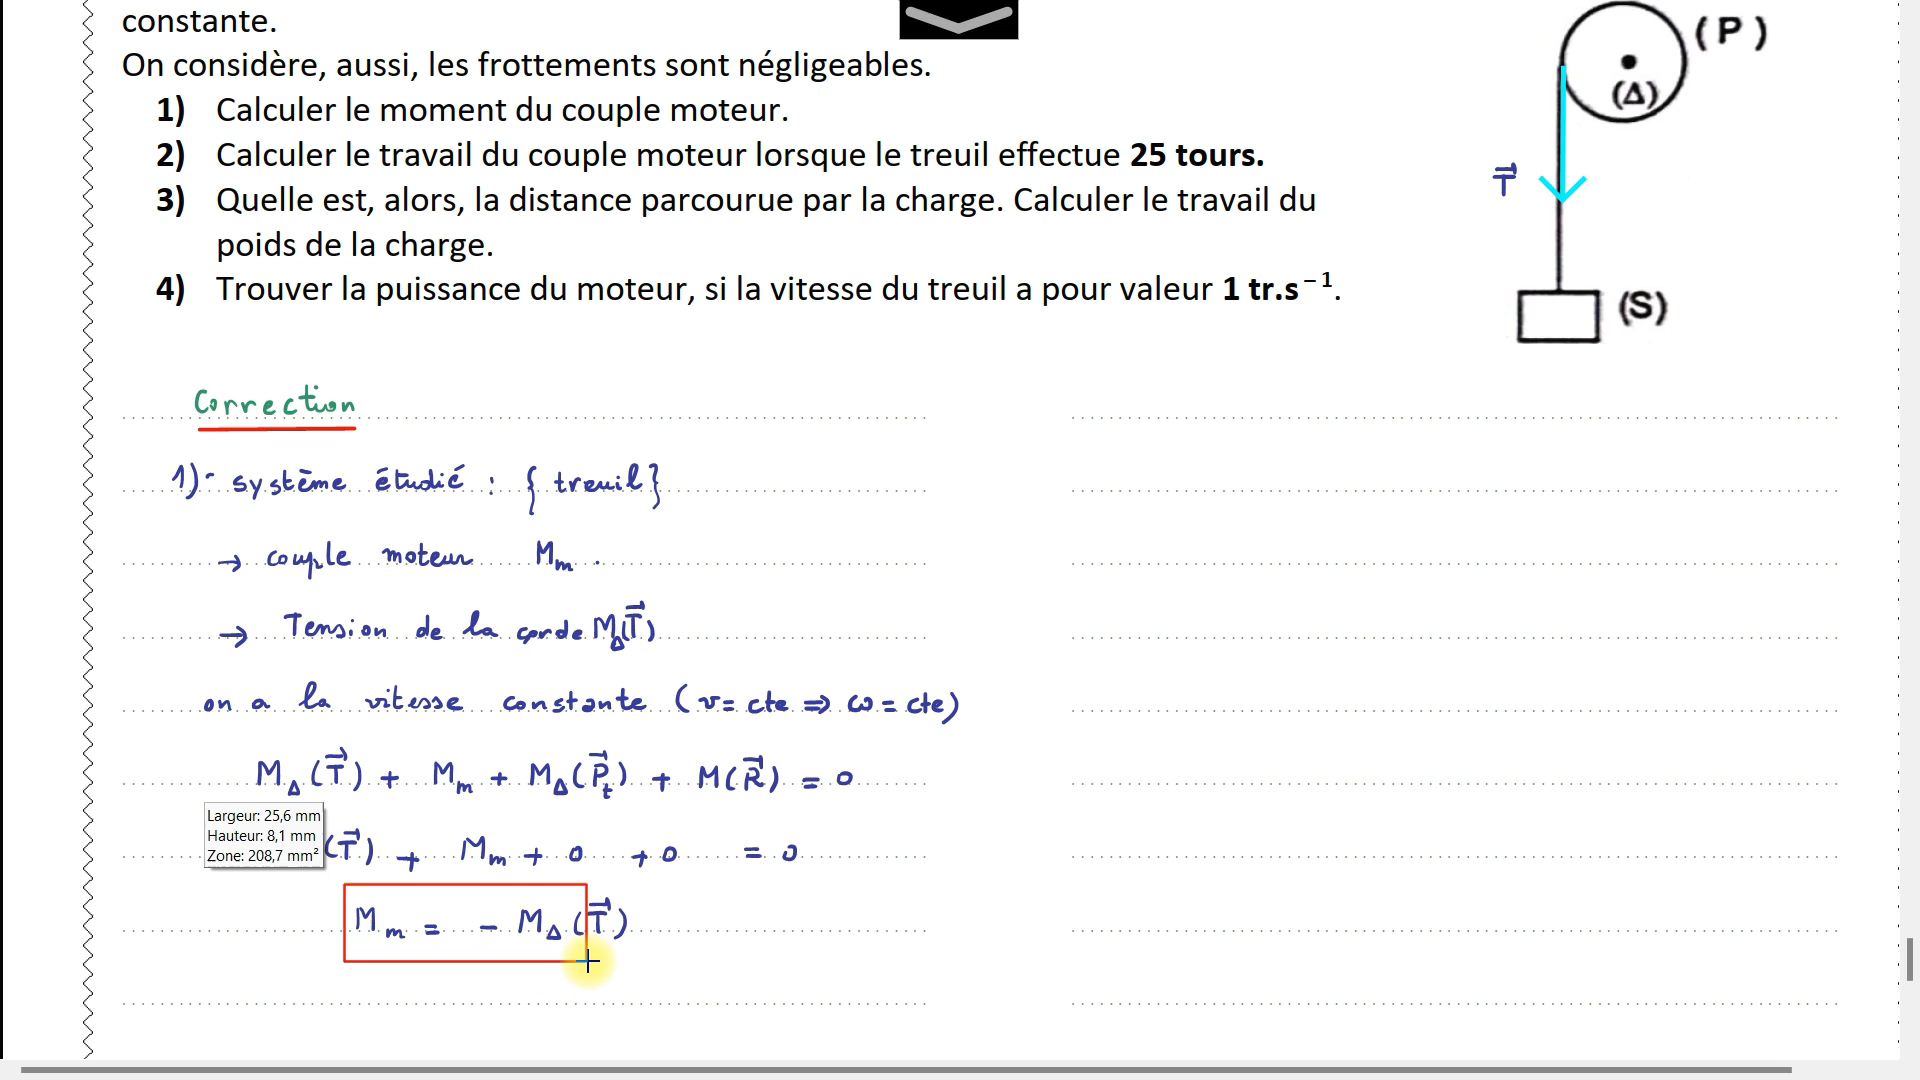 constante.
On considère, aussi, les frottements sont négligeables.
1) Calculer le moment du couple moteur.
2) Calculer le travail du couple moteur lorsque le treuil effectue 25 tours.
3) Quelle est, alors, la distance parcourue par la charge. Calculer le travail du
poids de la charge.
4) Trouver la puissance du moteur, si la vitesse du treuil a pour valeur 1 tr.s⁻¹.
(P)
(Δ)
T⃗
(S)
Correction
1)- système étudié : { treuil}
→ couple moteur Mₘ .
→ Tension de la corde M_Δ(T⃗)
on a la vitesse constante (v = cte ⇒ ω = cte)
M_Δ(T⃗) + Mₘ + M_Δ(P⃗ₜ) + M(R⃗) = 0
Largeur: 25,6 mm
Hauteur: 8,1 mm
Zone: 208,7 mm²
(T⃗) + Mₘ + 0 + 0 = 0
Mₘ = - M_Δ(T⃗)